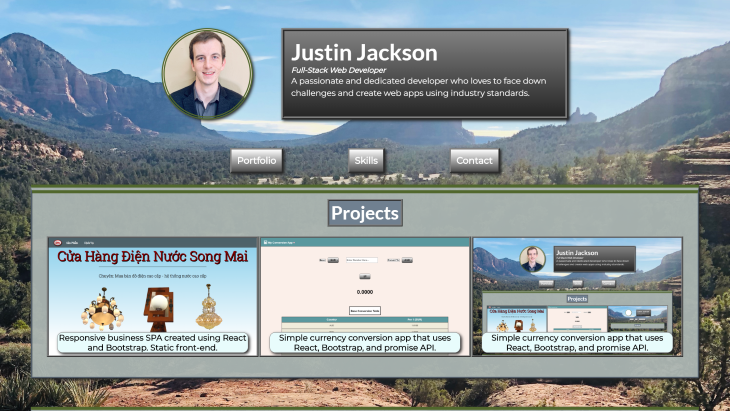 Justin Jackson
Full-Stack Web Developer
A passionate and dedicated developer who loves to face down
challenges and create web apps using industry standards.
Portfolio
Skills
Contact
Projects
Cửa Hàng Điện Nước Song Mai
Responsive business SPA created using React
and Bootstrap. Static front-end.
0.0000
Simple currency conversion app that uses
React, Bootstrap, and promise API.
Justin Jackson
Projects
Cửa Hàng Điện Nước Song Mai
Simple currency conversion app that uses
React, Bootstrap, and promise API.